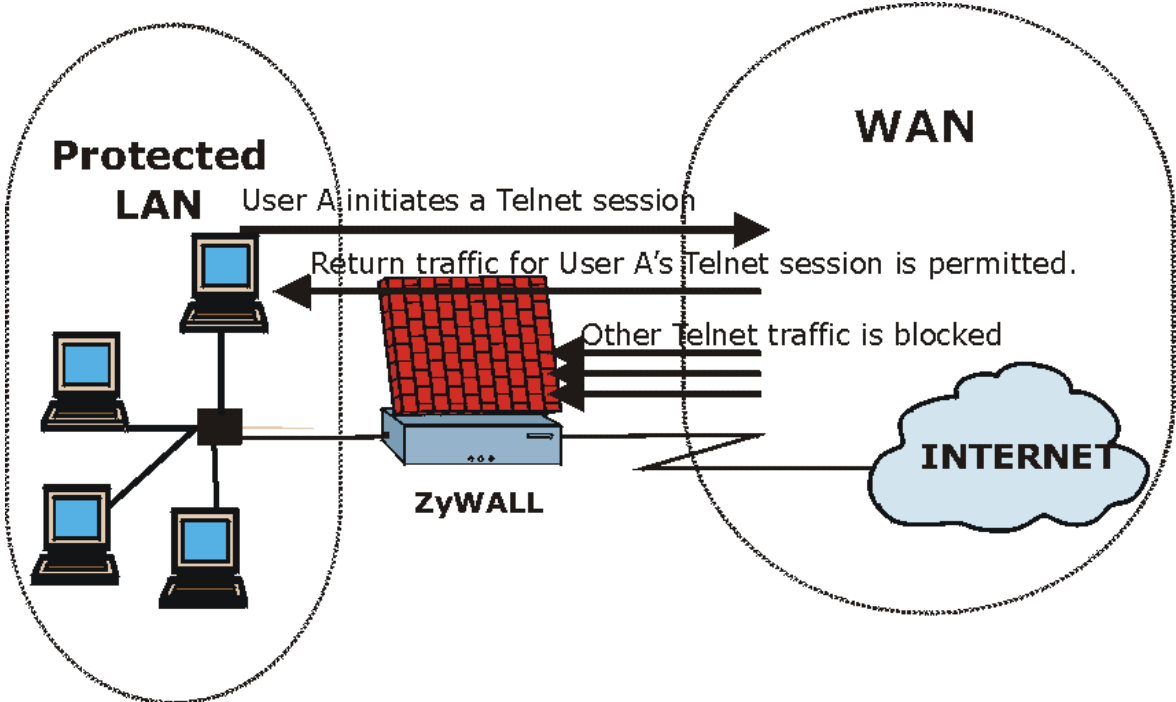 Protected
LAN
WAN
User A initiates a Telnet session
Return traffic for User A's Telnet session is permitted.
Other Telnet traffic is blocked
INTERNET
ZyWALL